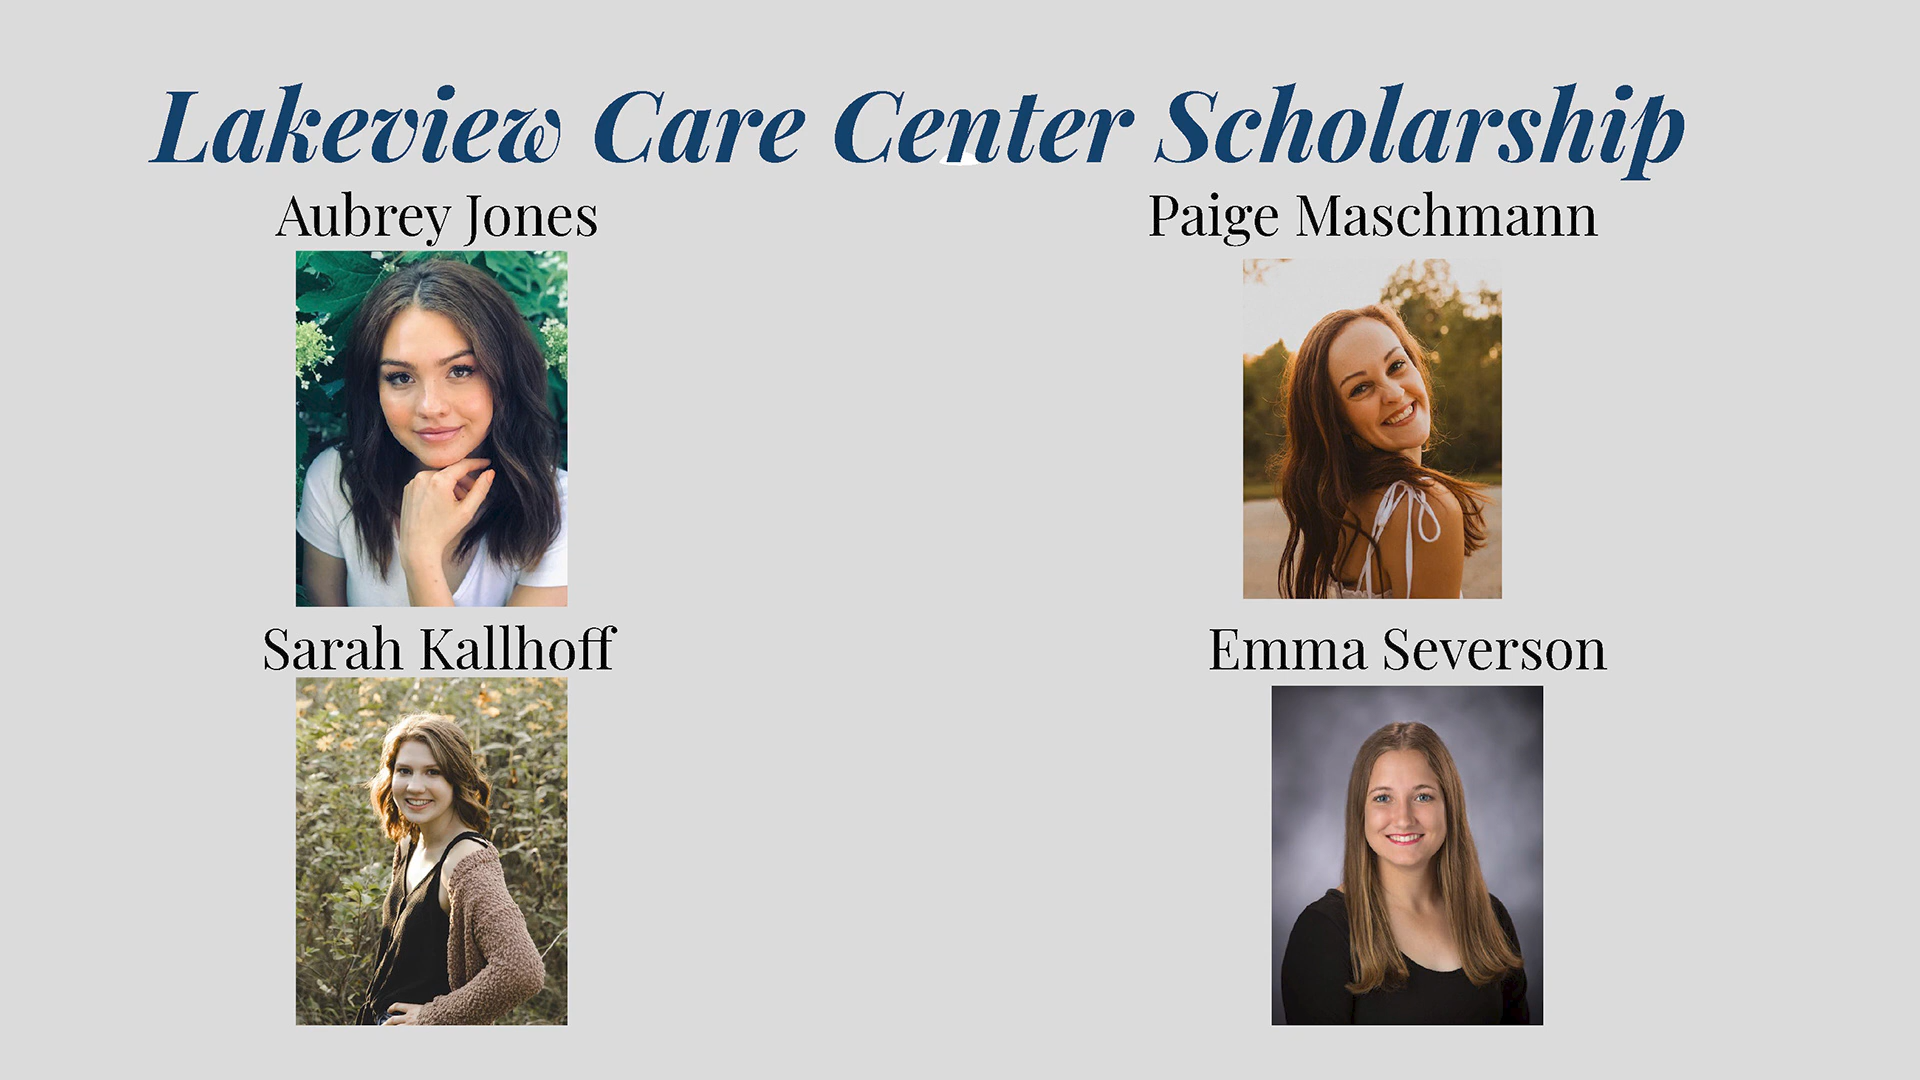 Lakeview Care Center Scholarship
Aubrey Jones
Paige Maschmann
Sarah Kallhoff
Emma Severson